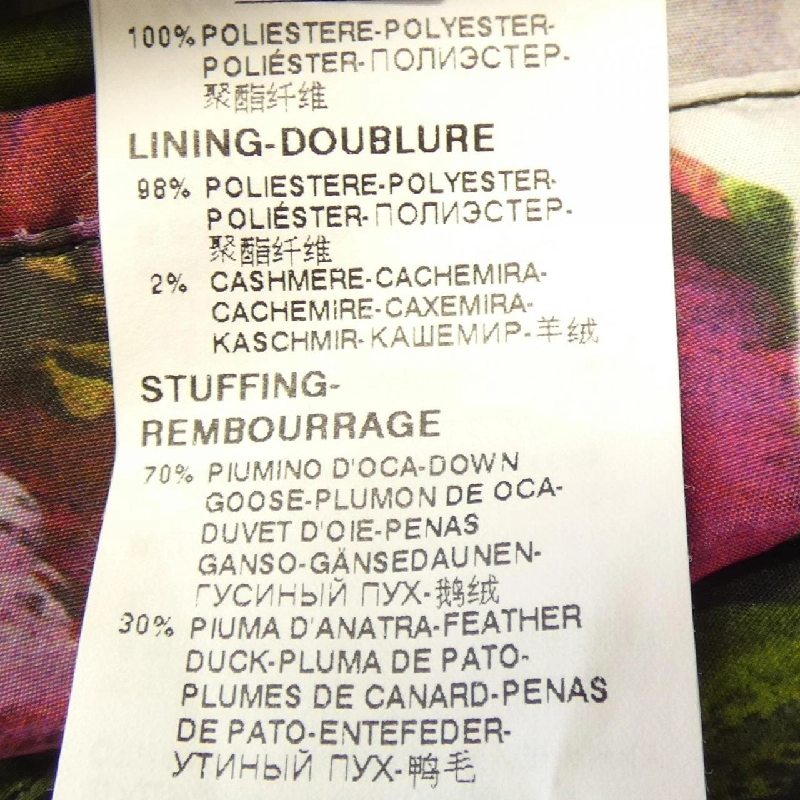 100% POLIESTERE-POLYESTER-
POLIÉSTER-ПОЛИЭСТЕР-
聚酯纤维
LINING-DOUBLURE
98% POLIESTERE-POLYESTER-
POLIÉSTER-ПОЛИЭСТЕР-
聚酯纤维
2% CASHMERE-CACHEMIRA-
CACHEMIRE-CAXEMIRA-
KASCHMIR-КАШЕМИР-羊绒
STUFFING-
REMBOURRAGE
70% PIUMINO D'OCA-DOWN
GOOSE-PLUMON DE OCA-
DUVET D'OIE-PENAS
GANSO-GÄNSEDAUNEN-
ГУСИНЫЙ ПУХ-鹅绒
30% PIUMA D'ANATRA-FEATHER
DUCK-PLUMA DE PATO-
PLUMES DE CANARD-PENAS
DE PATO-ENTEFEDER-
УТИНЫЙ ПУХ-鸭毛